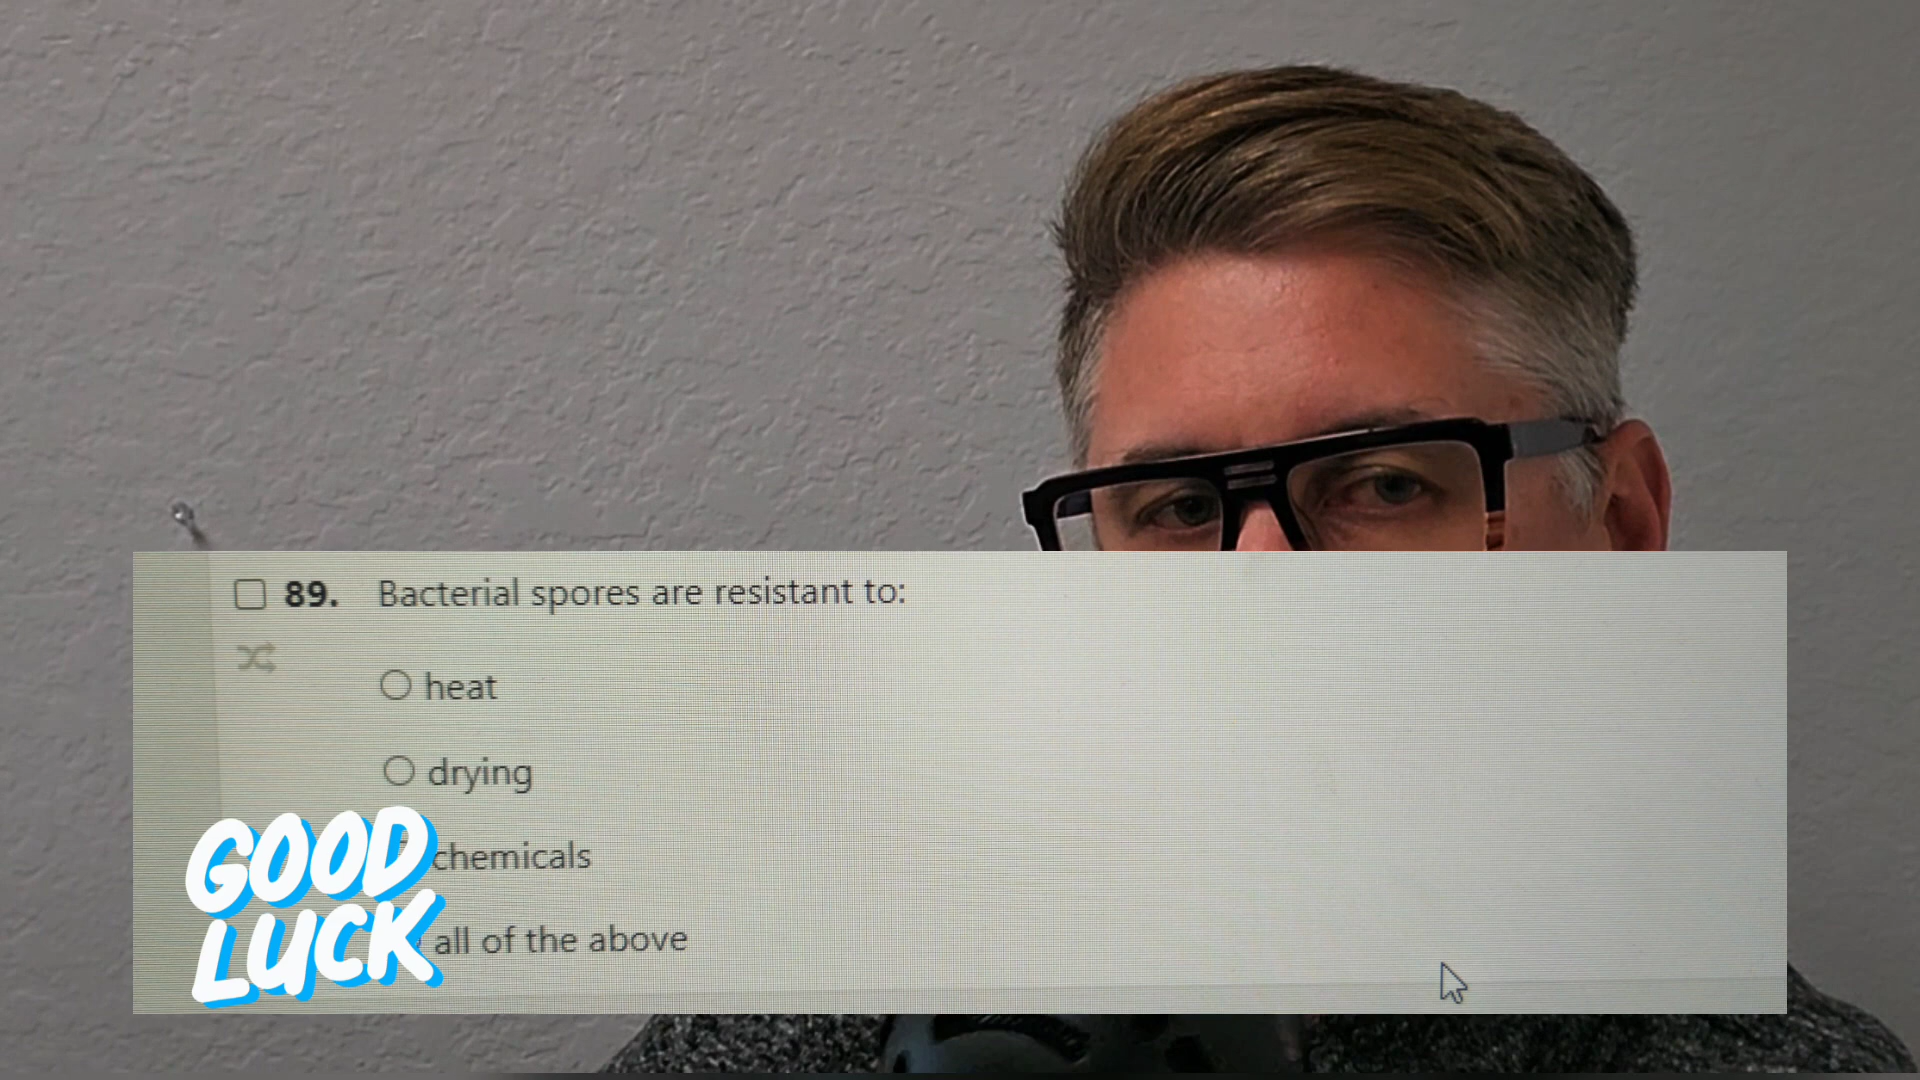 89. Bacterial spores are resistant to:
heat
drying
chemicals
all of the above
GOOD
LUCK